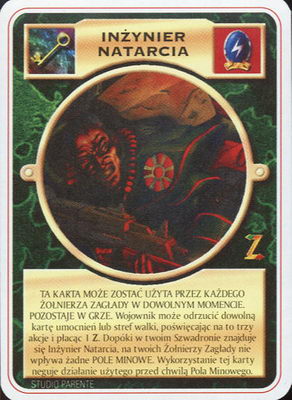 INŻYNIER
NATARCIA
Z
TA KARTA MOŻE ZOSTAĆ UŻYTA PRZEZ KAŻDEGO
ŻOŁNIERZA ZAGŁADY W DOWOLNYM MOMENCIE.
POZOSTAJE W GRZE. Wojownik może odrzucić dowolną
kartę umocnień lub stref walki, poświęcając na to trzy
akcje i płacąc 1 Z. Dopóki w twoim Szwadronie znajduje
się Inżynier Natarcia, na twoich Żołnierzy Zagłady nie
wpływa żadne POLE MINOWE. Wykorzystanie tej karty
neguje działanie użytego przed chwilą Pola Minowego.
STUDIO PARENTE